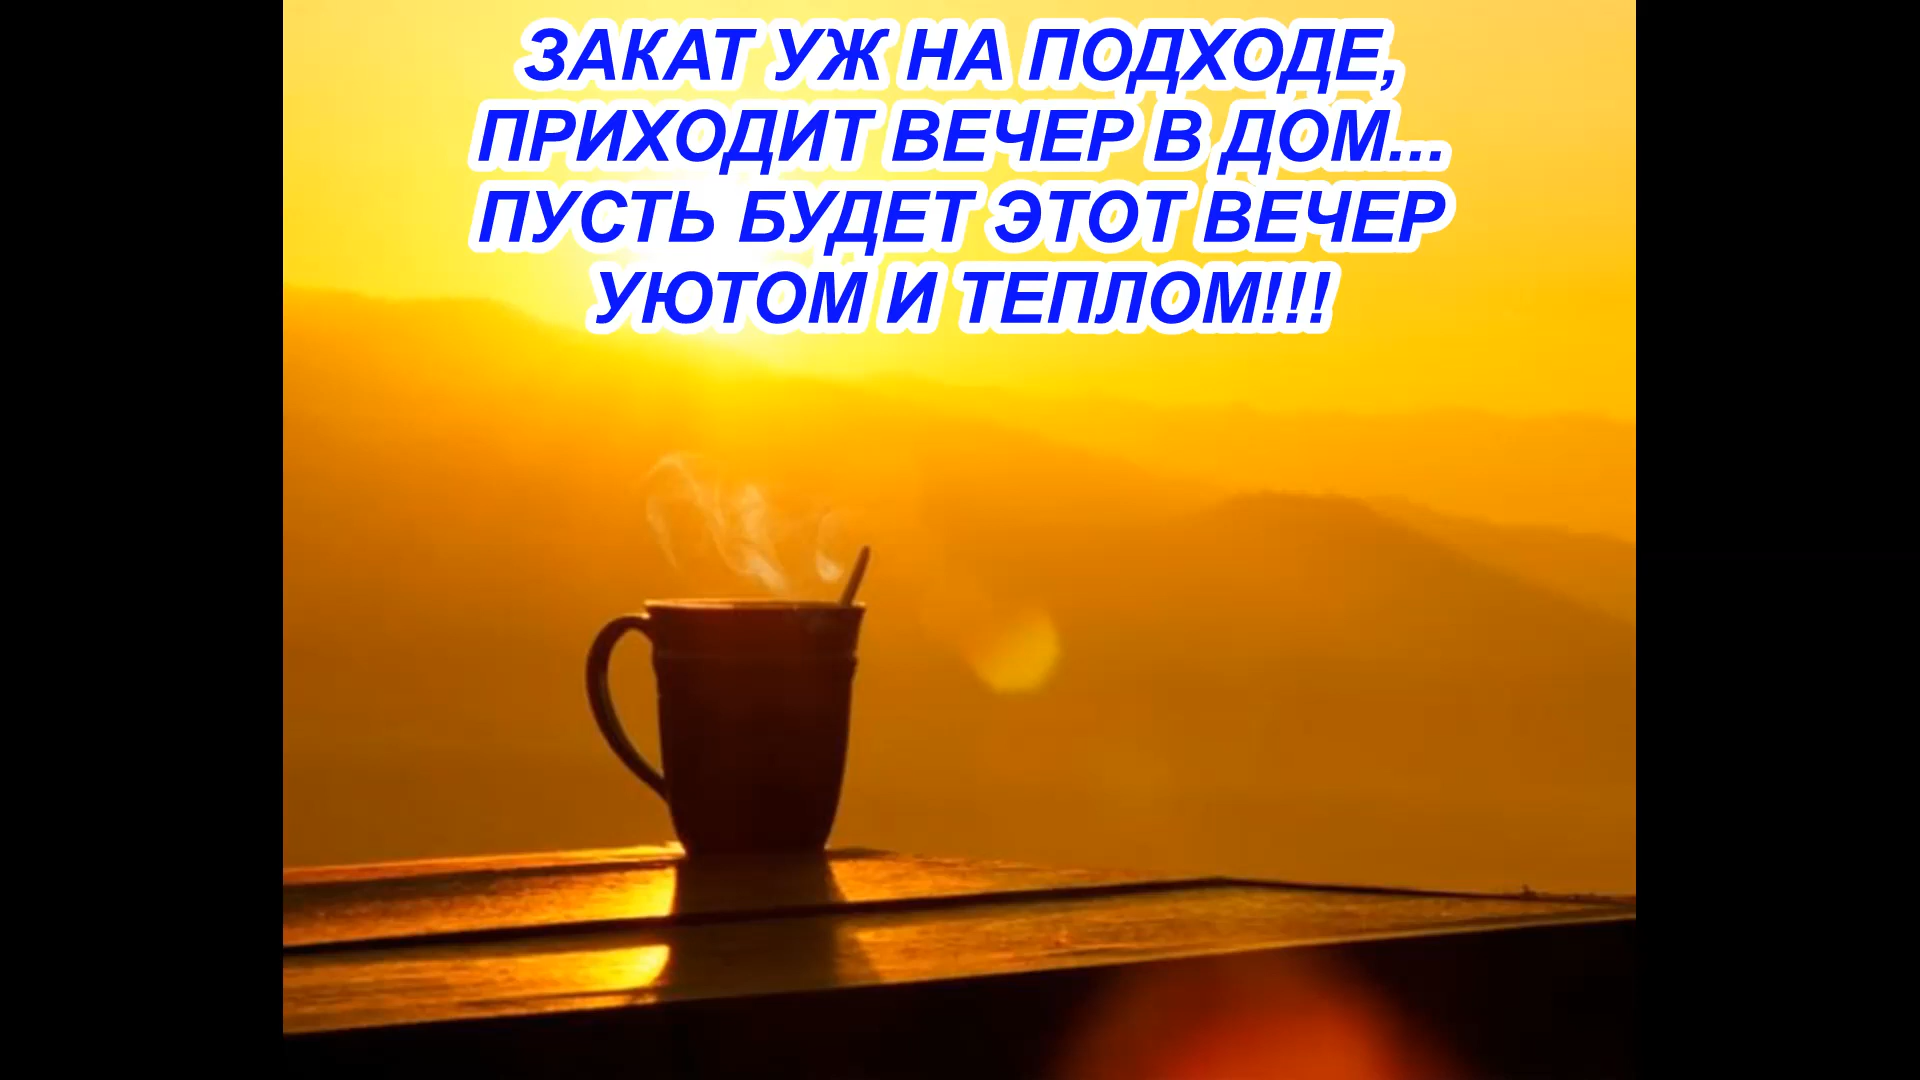 ЗАКАТ УЖ НА ПОДХОДЕ,
ПРИХОДИТ ВЕЧЕР В ДОМ...
ПУСТЬ БУДЕТ ЭТОТ ВЕЧЕР
УЮТОМ И ТЕПЛОМ!!!